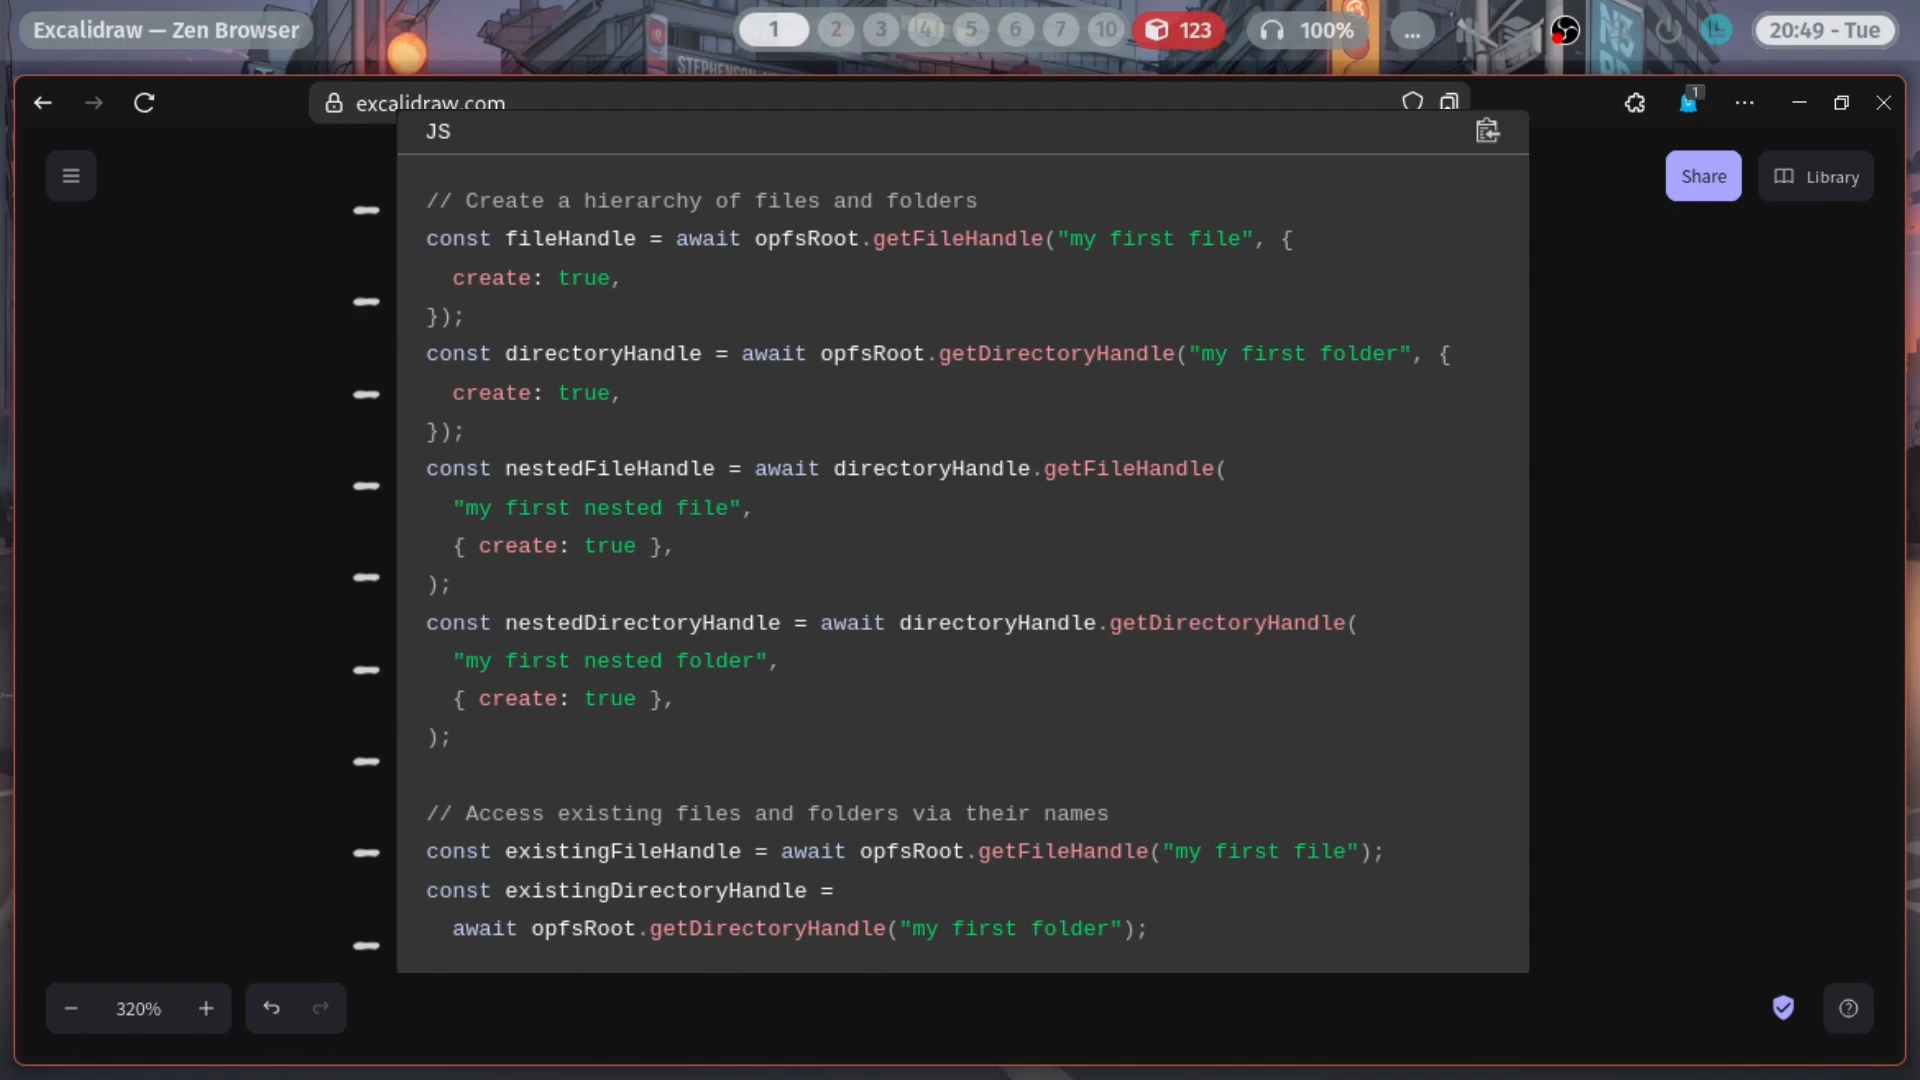 Excalidraw — Zen Browser
1 2 3 4 5 6 7 10 123 100% ... 20:49 - Tue
STEPHENSON
excalidraw.com
1
JS
Share
Library
// Create a hierarchy of files and folders
const fileHandle = await opfsRoot.getFileHandle("my first file", {
  create: true,
});
const directoryHandle = await opfsRoot.getDirectoryHandle("my first folder", {
  create: true,
});
const nestedFileHandle = await directoryHandle.getFileHandle(
  "my first nested file",
  { create: true },
);
const nestedDirectoryHandle = await directoryHandle.getDirectoryHandle(
  "my first nested folder",
  { create: true },
);
// Access existing files and folders via their names
const existingFileHandle = await opfsRoot.getFileHandle("my first file");
const existingDirectoryHandle =
  await opfsRoot.getDirectoryHandle("my first folder");
320%